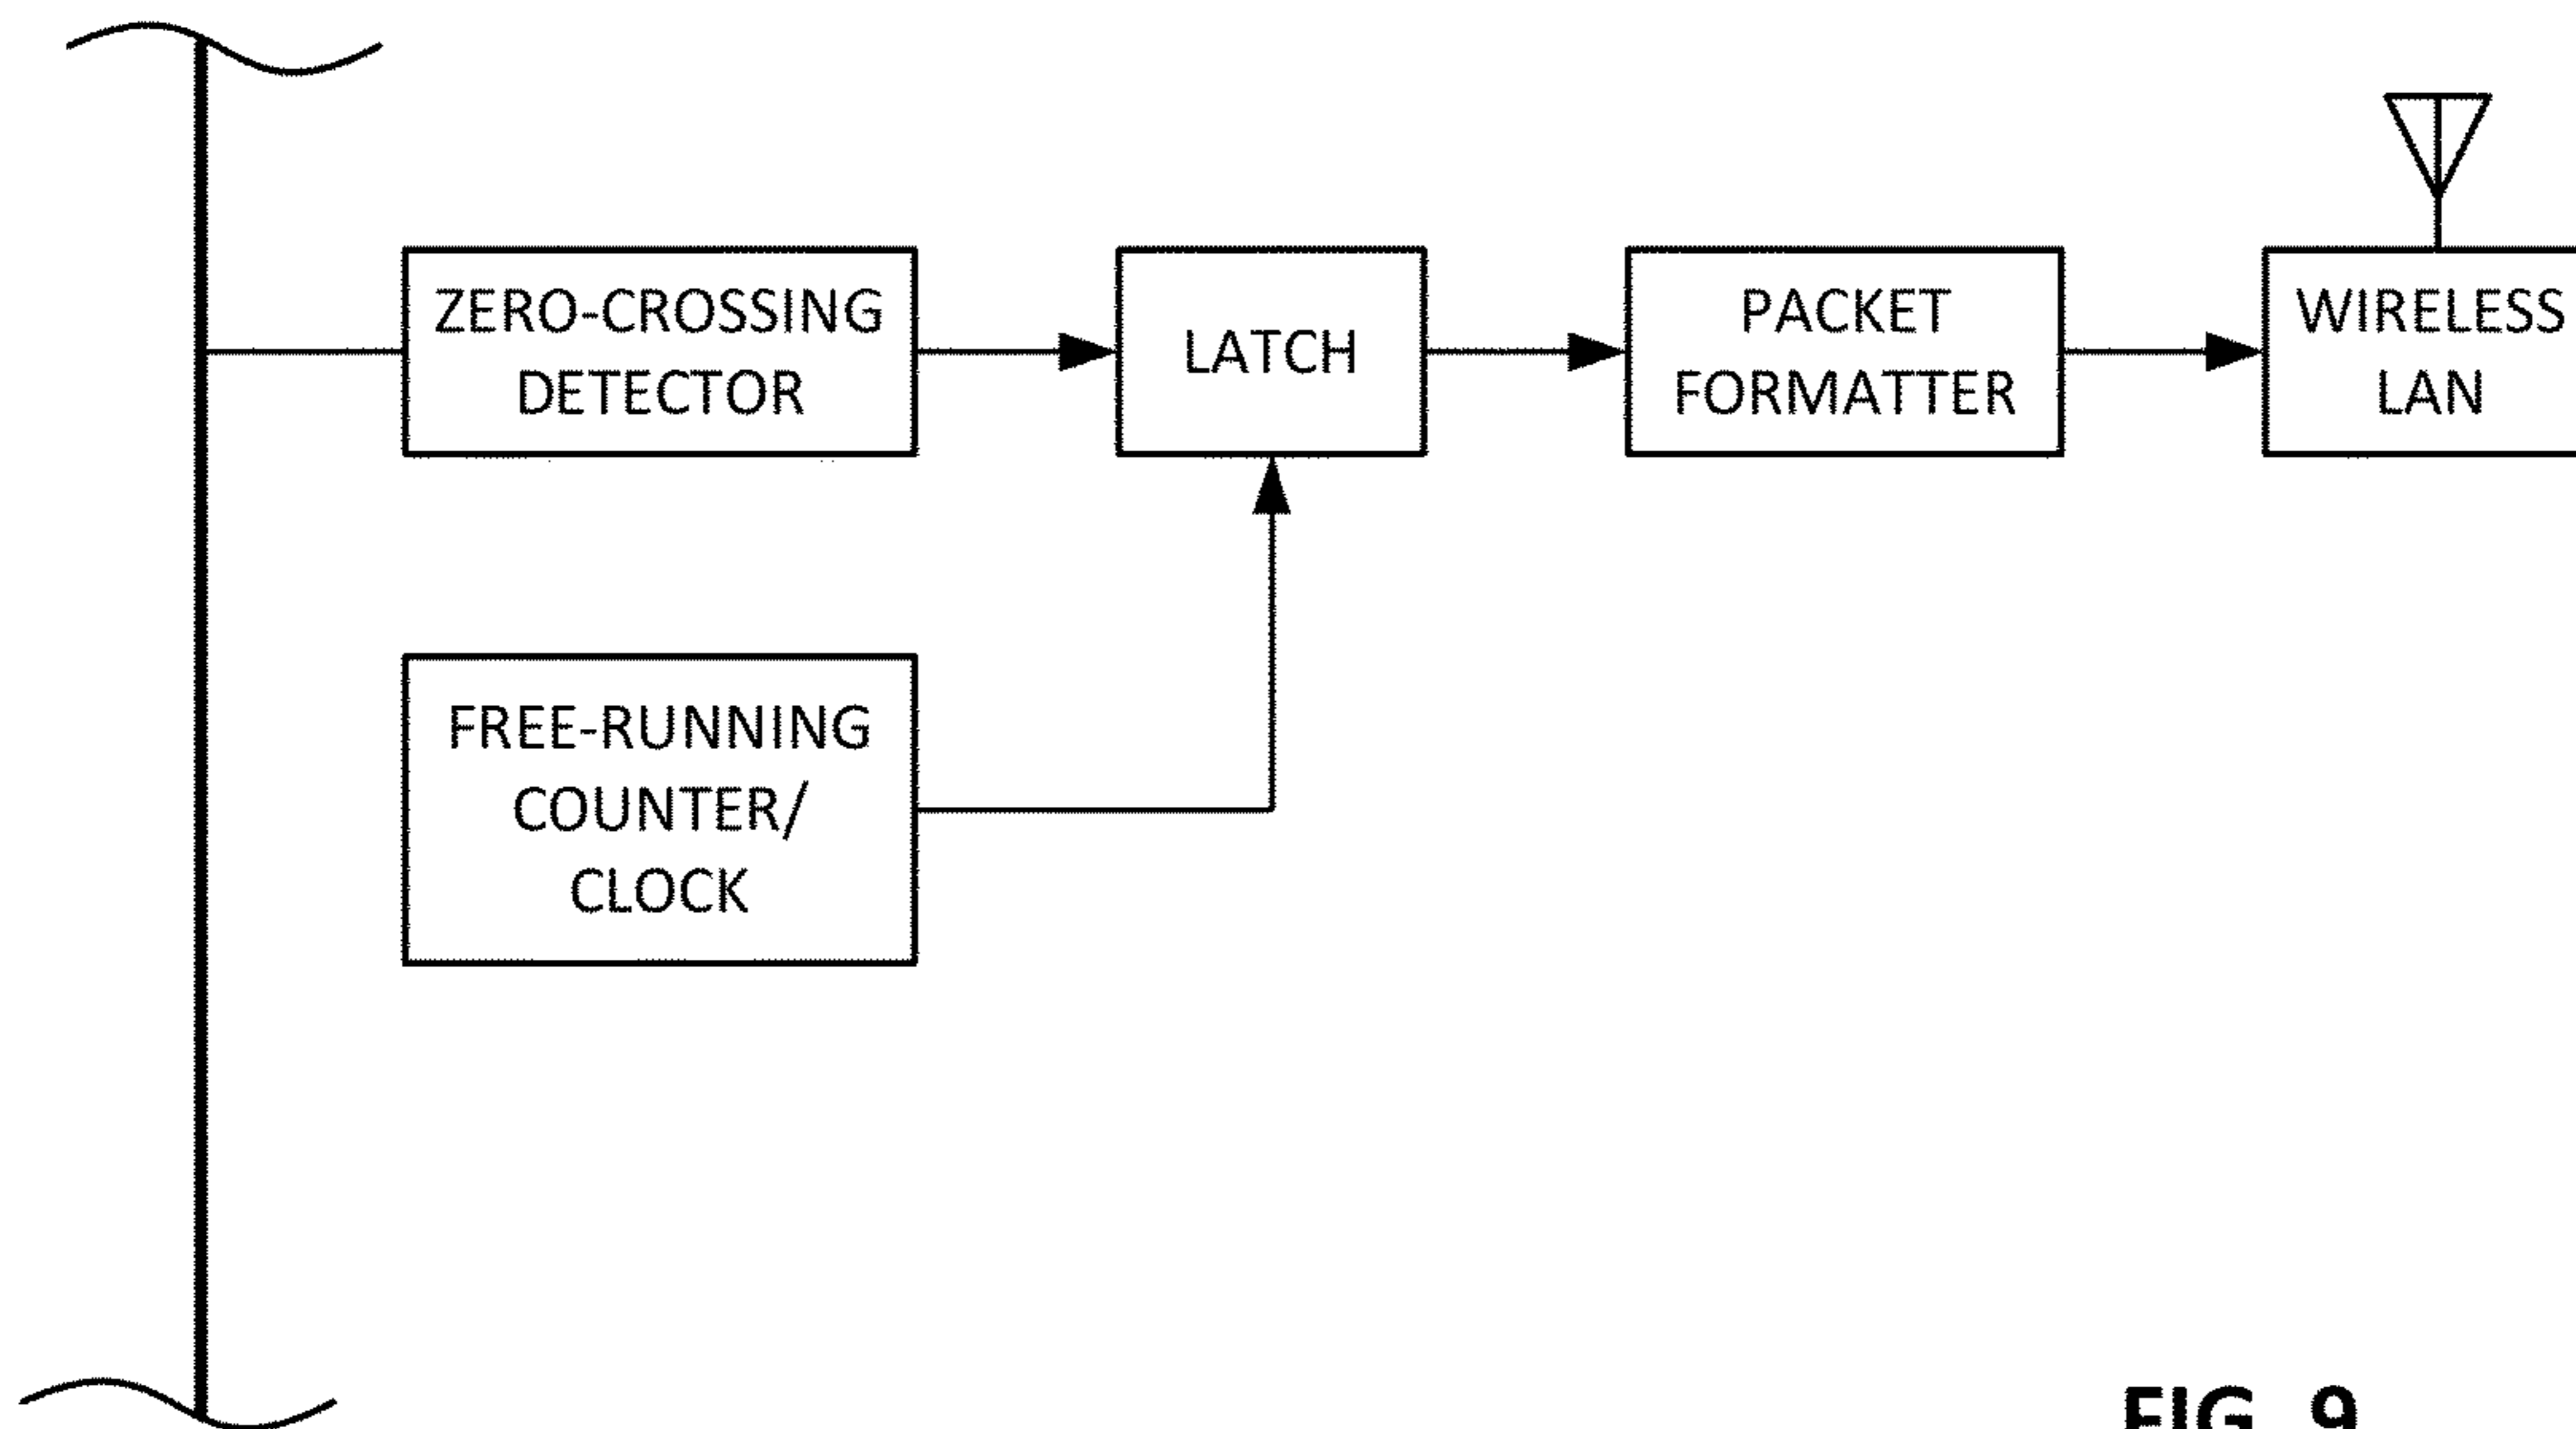 ZERO-CROSSING
DETECTOR
LATCH
PACKET
FORMATTER
WIRELESS
LAN
FREE-RUNNING
COUNTER/
CLOCK
FIG. 9